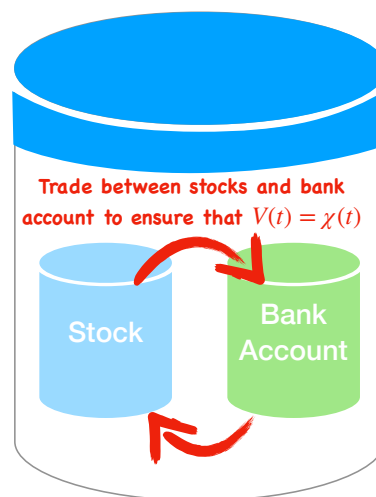 Trade between stocks and bank
account to ensure that V(t) = χ(t)
Stock
Bank
Account